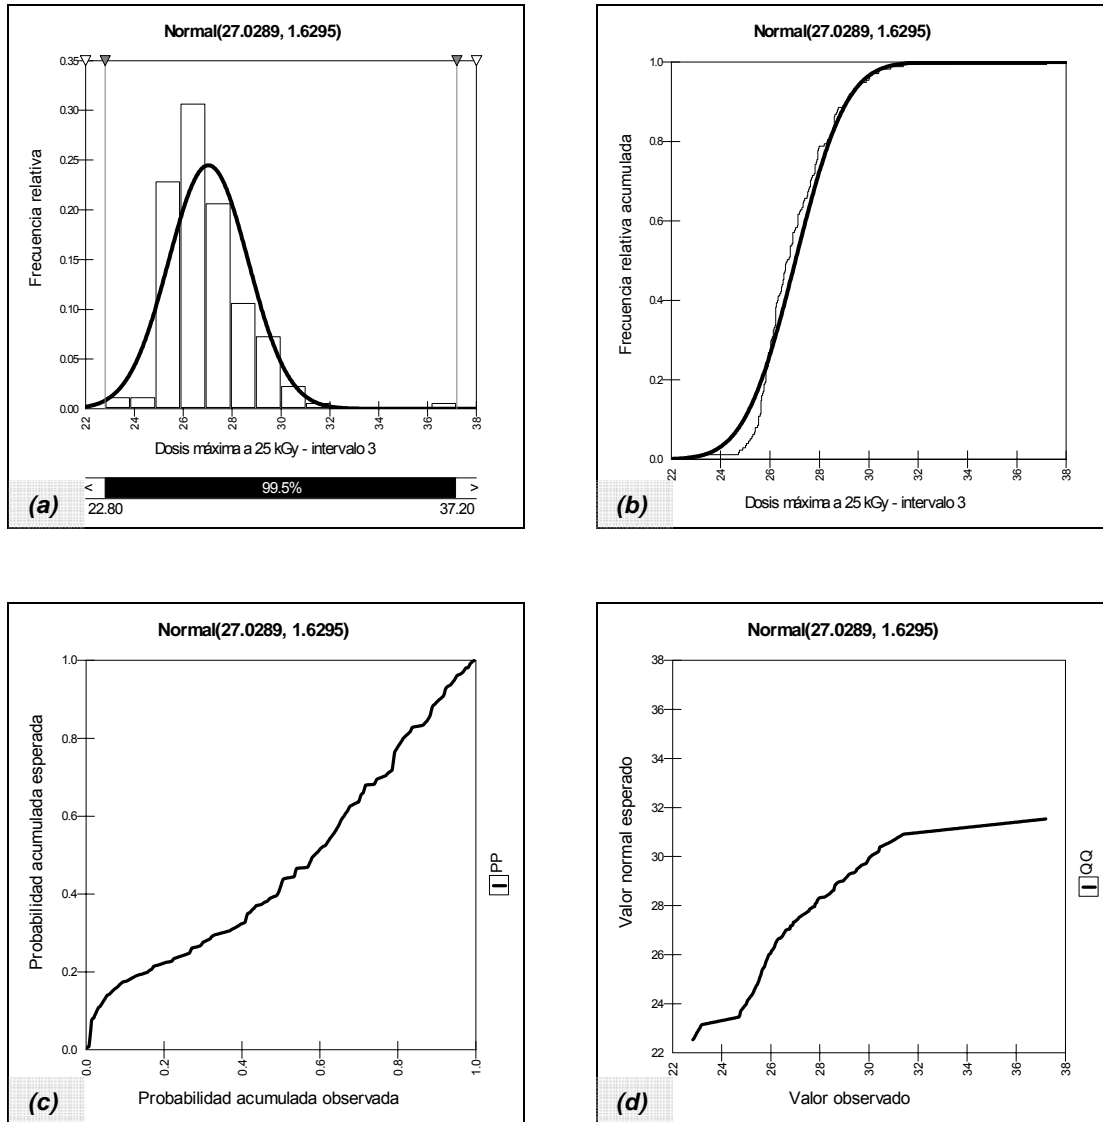 Normal(27.0289, 1.6295)
Frecuencia relativa
0.35
0.30
0.25
0.20
0.15
0.10
0.05
0.00
22 24 26 28 30 32 34 36 38
Dosis máxima a 25 kGy - intervalo 3
< 99.5% >
22.80 37.20
(a)
Normal(27.0289, 1.6295)
Frecuencia relativa acumulada
1.0
0.8
0.6
0.4
0.2
0.0
22 24 26 28 30 32 34 36 38
Dosis máxima a 25 kGy - intervalo 3
(b)
Normal(27.0289, 1.6295)
Probabilidad acumulada esperada
1.0
0.8
0.6
0.4
0.2
0.0
0.0 0.2 0.4 0.6 0.8 1.0
Probabilidad acumulada observada
PP
(c)
Normal(27.0289, 1.6295)
Valor normal esperado
38
36
34
32
30
28
26
24
22
22 24 26 28 30 32 34 36 38
Valor observado
QQ
(d)